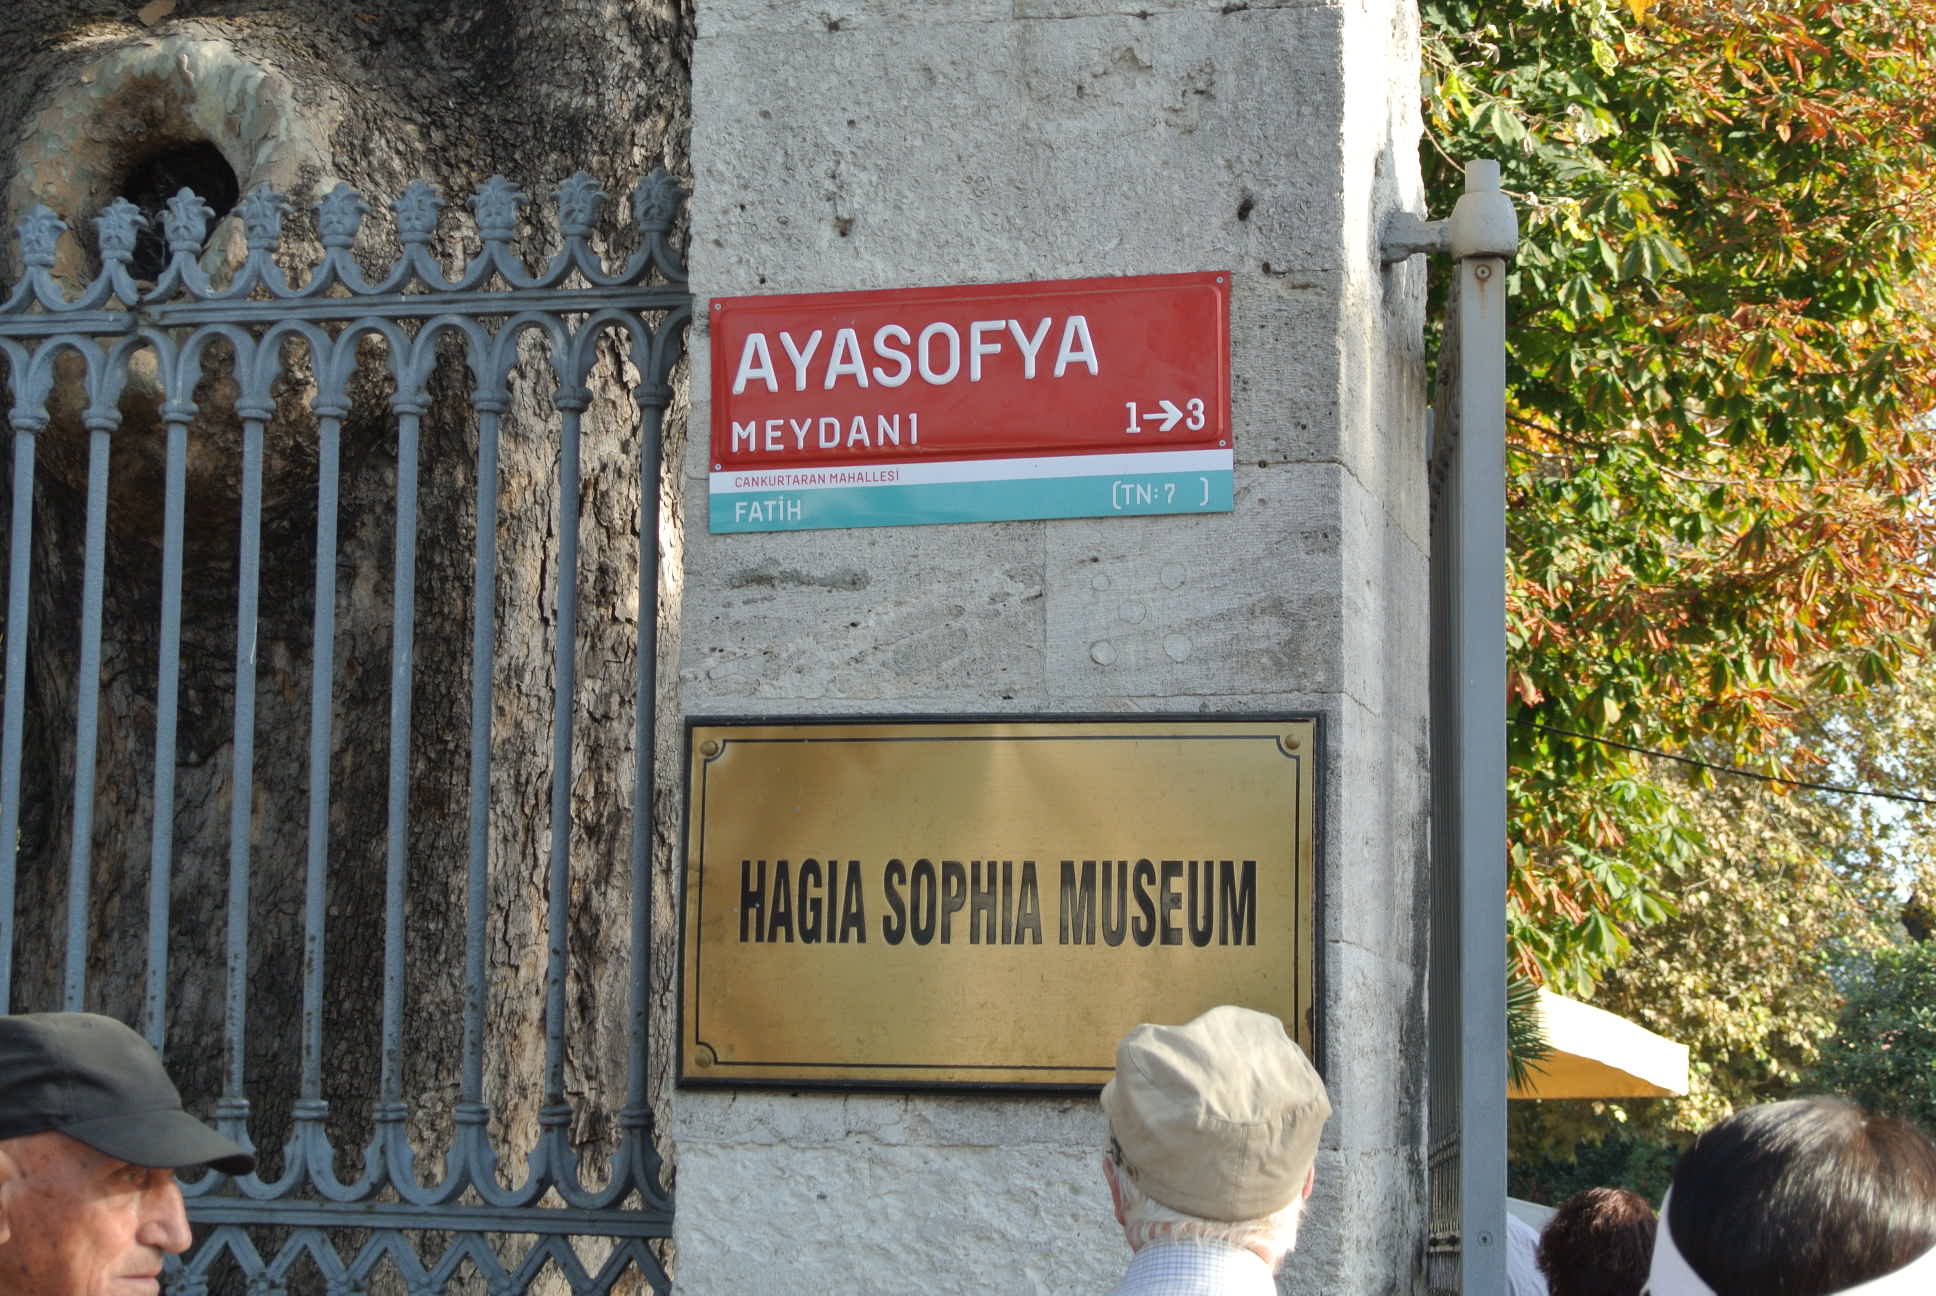 AYASOFYA
MEYDANI 1→3
CANKURTARAN MAHALLESİ
FATİH (TN: 7 )
HAGIA SOPHIA MUSEUM